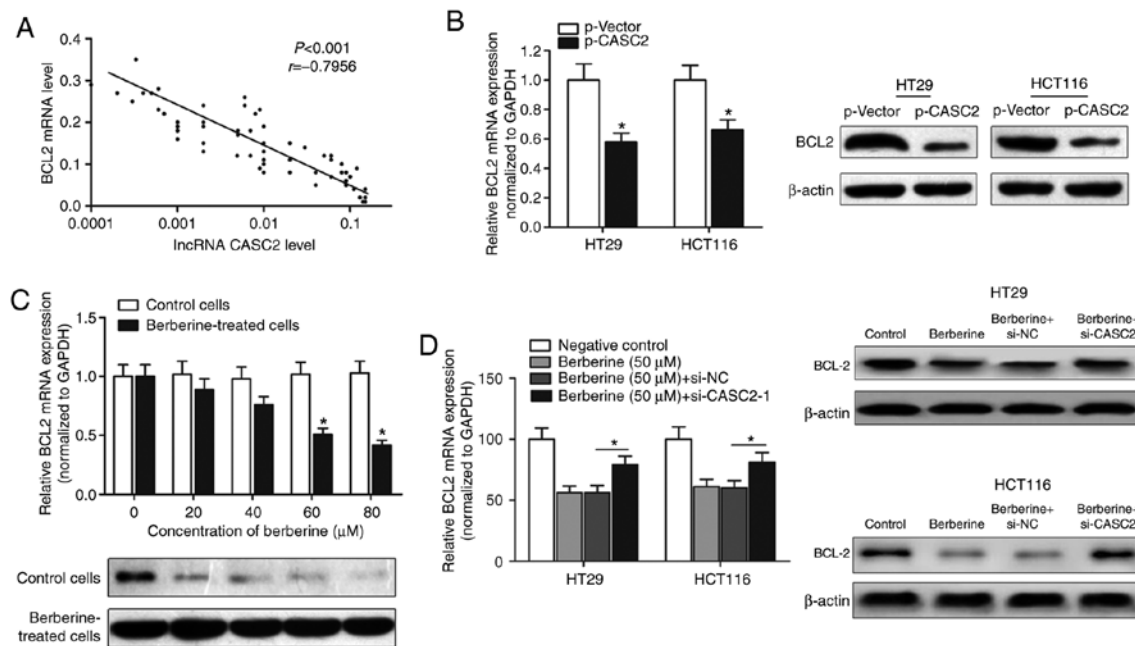 A
P<0.001
r=−0.7956
BCL2 mRNA level
0.4
0.3
0.2
0.1
0.0
0.0001
0.001
0.01
0.1
lncRNA CASC2 level
B
p-Vector
p-CASC2
Relative BCL2 mRNA expression
normalized to GAPDH)
1.2
1.0
0.8
0.6
0.4
0.2
0.0
*
*
HT29
HCT116
HT29
HCT116
p-Vector p-CASC2
p-Vector p-CASC2
BCL2
β-actin
C
Control cells
Berberine-treated cells
Relative BCL2 mRNA expression
(normalized to GAPDH)
1.5
1.0
0.5
0.0
*
*
0
20
40
60
80
Concentration of berberine (μM)
Control cells
Berberine-
treated cells
D
Negative control
Berberine (50 μM)
Berberine (50 μM)+si-NC
Berberine (50 μM)+si-CASC2-1
Relative BCL2 mRNA expression
(normalized to GAPDH)
150
100
50
0
*
*
HT29
HCT116
HT29
Control
Berberine
Berberine+
si-NC
Berberine-
si-CASC2
BCL-2
β-actin
HCT116
Control
Berberine
Berberine+
si-NC
Berberine-
si-CASC2
BCL-2
β-actin